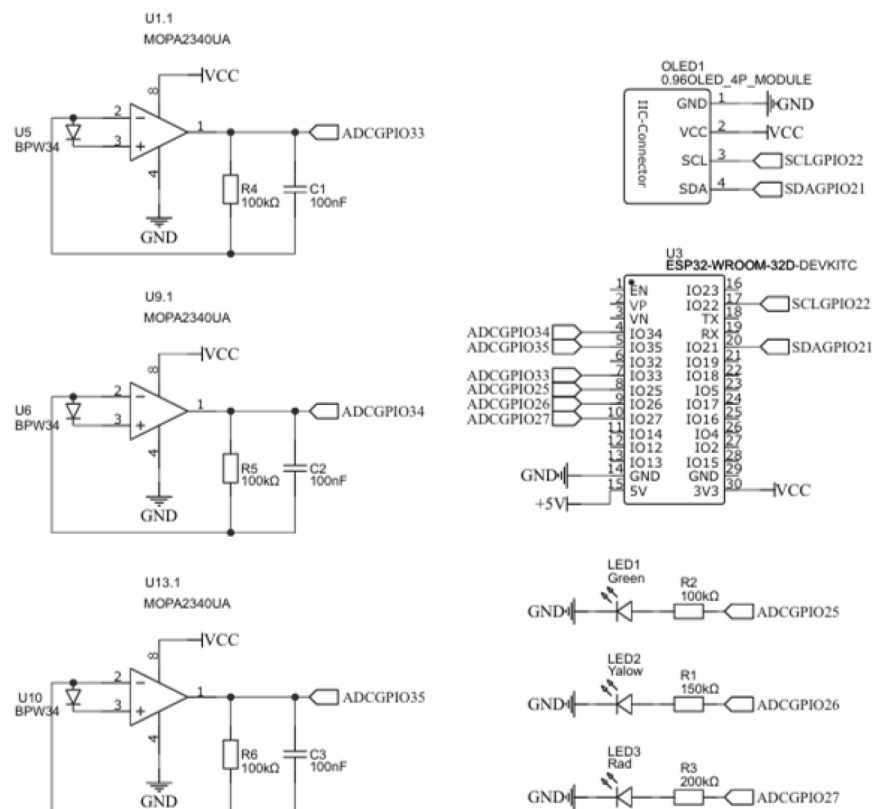 U1.1
MOPA2340UA
VCC
8
U5
BPW34
2
3
1
4
ADCGPIO33
R4
100kΩ
C1
100nF
GND
U9.1
MOPA2340UA
VCC
8
U6
BPW34
2
3
1
4
ADCGPIO34
R5
100kΩ
C2
100nF
GND
U13.1
MOPA2340UA
VCC
8
U10
BPW34
2
3
1
4
ADCGPIO35
R6
100kΩ
C3
100nF
GND
OLED1
0.96OLED_4P_MODULE
IIC-Connector
GND 1 GND
VCC 2 VCC
SCL 3 SCLGPIO22
SDA 4 SDAGPIO21
U3
ESP32-WROOM-32D-DEVKITC
1 EN IO23 16
2 VP IO22 17 SCLGPIO22
3 VN TX 18
ADCGPIO34 4 IO34 RX 19
ADCGPIO35 5 IO35 IO21 20 SDAGPIO21
6 IO32 IO19 21
ADCGPIO33 7 IO33 IO18 22
ADCGPIO25 8 IO25 IO5 23
ADCGPIO26 9 IO26 IO17 24
ADCGPIO27 10 IO27 IO16 25
11 IO14 IO4 26
12 IO12 IO2 27
13 IO13 IO15 28
GND 14 GND GND 29
+5V 15 5V 3V3 30 VCC
LED1
Green
R2
100kΩ
GND ADCGPIO25
LED2
Yalow
R1
150kΩ
GND ADCGPIO26
LED3
Rad
R3
200kΩ
GND ADCGPIO27